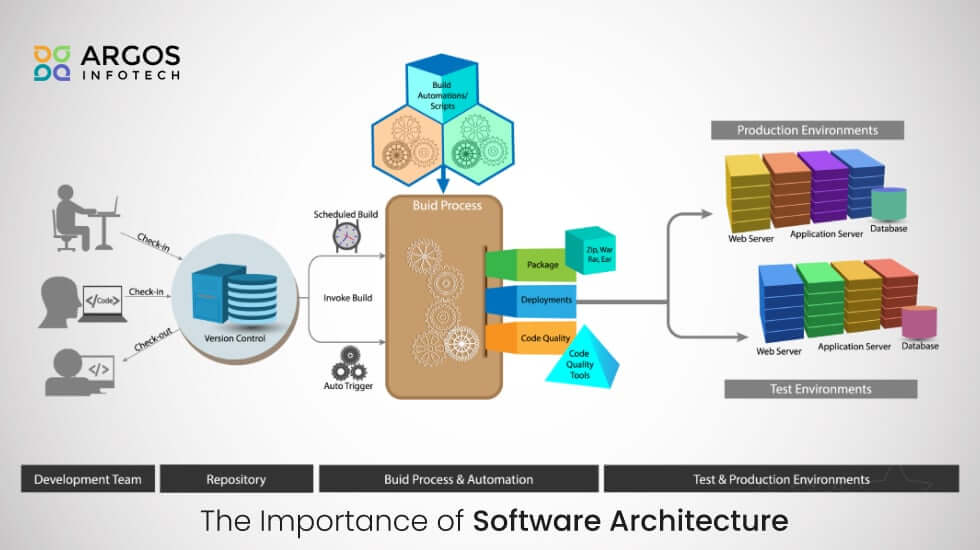 ARGOS
INFOTECH
Build
Automations/
Scripts
Production Environments
Web Server
Application Server
Database
Check-in
Check-in
</Code>
Check-out
</>
Version Control
Scheduled Build
Invoke Build
Auto Trigger
Buid Process
Package
Zip, War
Rar, Ear
Deployments
Code Quality
Code
Quality
Tools
Web Server
Application Server
Database
Test Environments
Development Team
Repository
Buid Process & Automation
Test & Production Environments
The Importance of Software Architecture